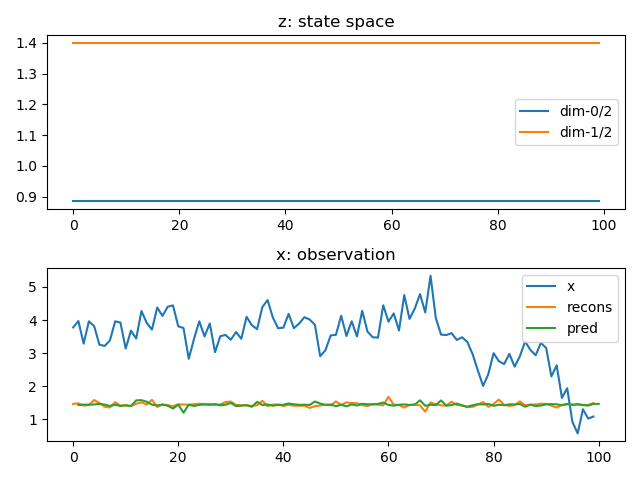 z: state space
1.4
1.3
1.2
1.1
1.0
0.9
dim-0/2
dim-1/2
0 20 40 60 80 100
x: observation
5
4
3
2
1
x
recons
pred
0 20 40 60 80 100